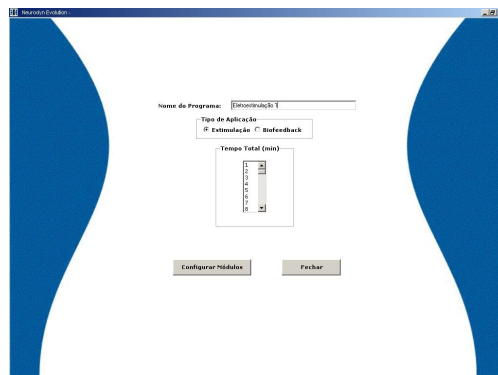 Neurodyn Evolution -
Nome do Programa: Eletroestimulação 1
Tipo de Aplicação
Estimulação Biofeedback
Tempo Total (min)
1
2
3
4
5
6
7
8
Configurar Módulos Fechar